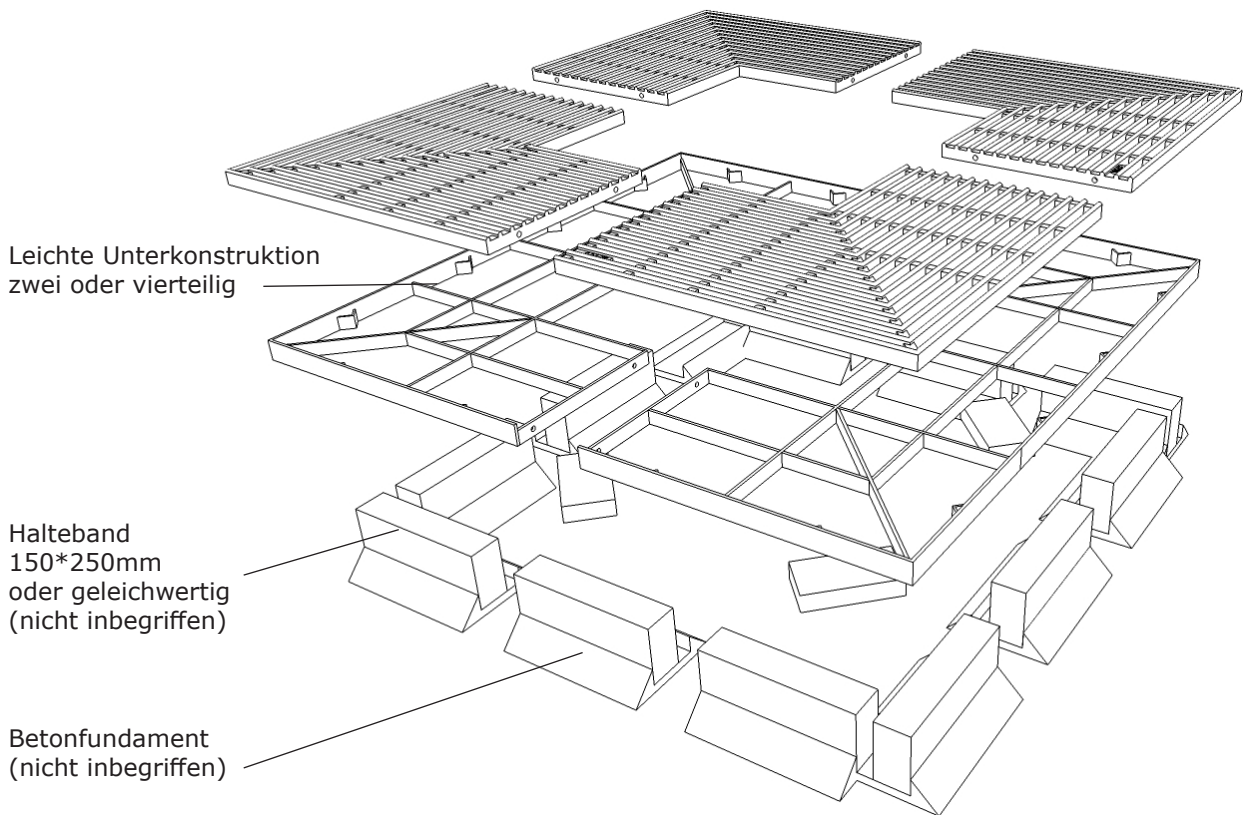 Leichte Unterkonstruktion
zwei oder vierteilig
Halteband
150*250mm
oder geleichwertig
(nicht inbegriffen)
Betonfundament
(nicht inbegriffen)